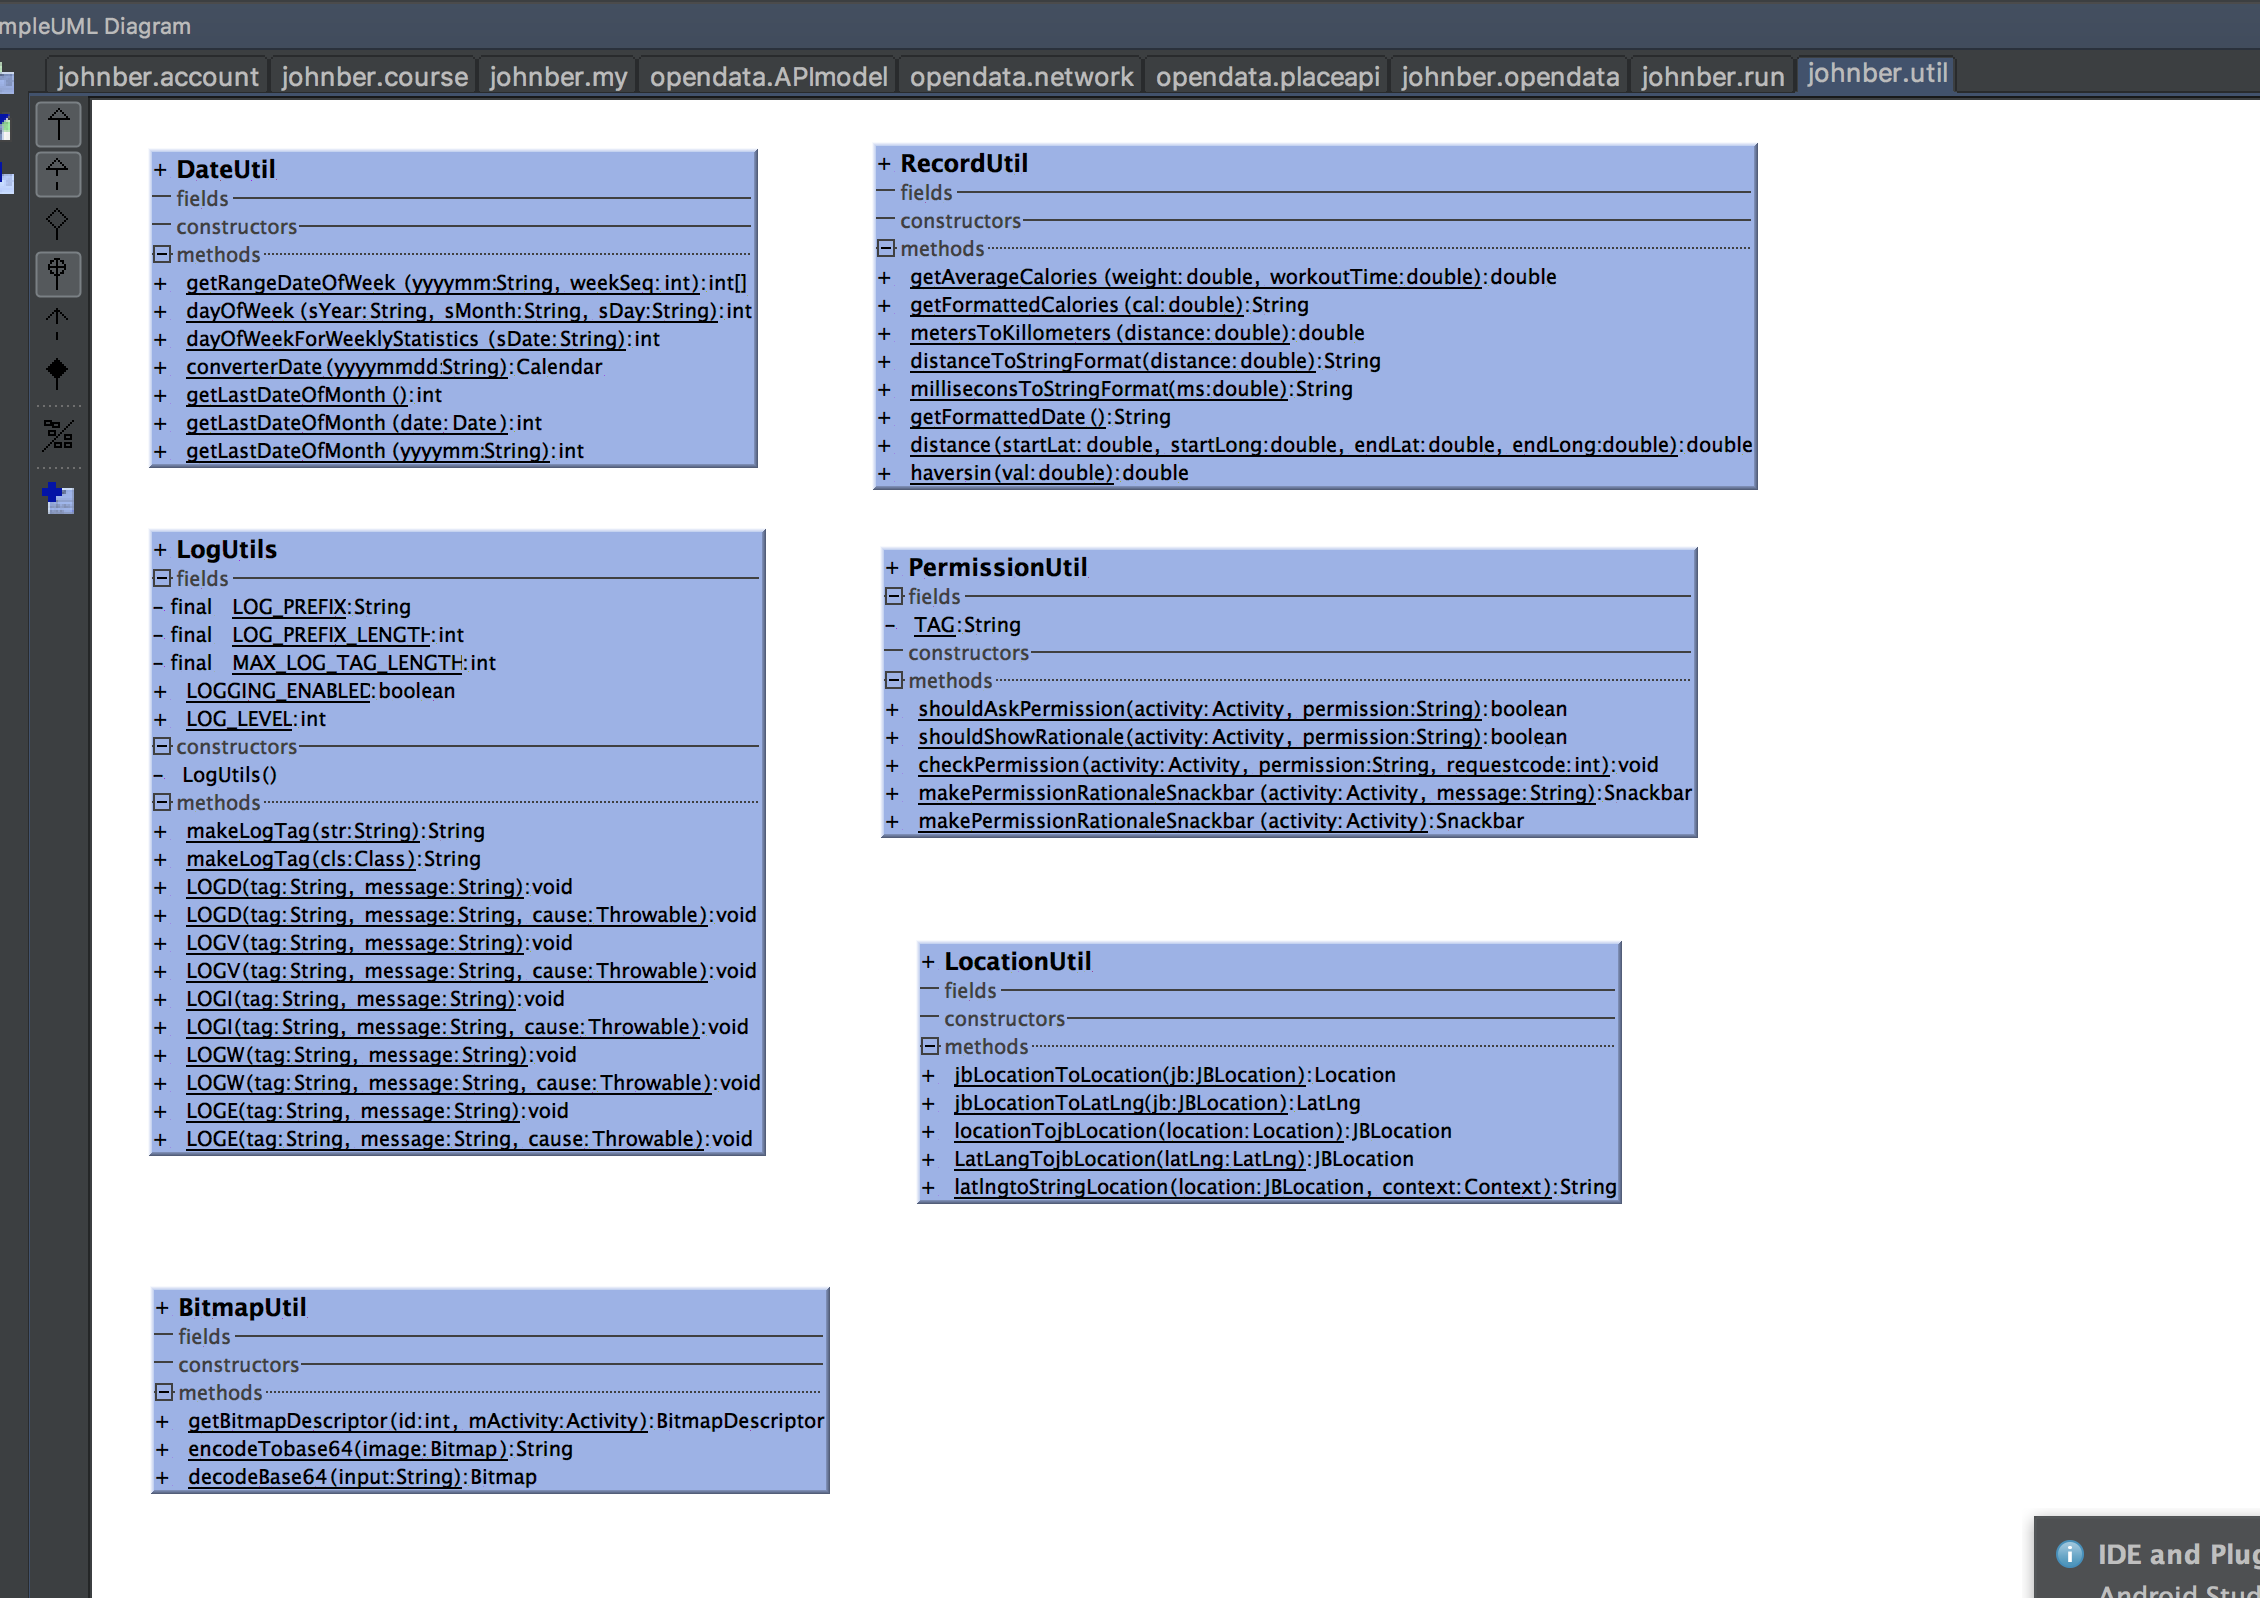 mpleUML Diagram
johnber.account johnber.course johnber.my opendata.APImodel opendata.network opendata.placeapi johnber.opendata johnber.run johnber.util
+ DateUtil
fields
constructors
methods
+ getRangeDateOfWeek (yyyymm:String, weekSeq: int):int[]
+ dayOfWeek (sYear: String, sMonth:String, sDay:String):int
+ dayOfWeekForWeeklyStatistics (sDate: String):int
+ converterDate (yyyymmdd:String):Calendar
+ getLastDateOfMonth ():int
+ getLastDateOfMonth (date: Date):int
+ getLastDateOfMonth (yyyymm:String):int
+ RecordUtil
fields
constructors
methods
+ getAverageCalories (weight: double, workoutTime: double):double
+ getFormattedCalories (cal: double):String
+ metersToKillometers (distance: double):double
+ distanceToStringFormat(distance: double):String
+ milliseconsToStringFormat(ms:double):String
+ getFormattedDate ():String
+ distance (startLat: double, startLong:double, endLat: double, endLong:double):double
+ haversin (val: double):double
+ LogUtils
fields
– final LOG_PREFIX:String
– final LOG_PREFIX_LENGTH:int
– final MAX_LOG_TAG_LENGTH:int
+ LOGGING_ENABLED:boolean
+ LOG_LEVEL:int
constructors
– LogUtils()
methods
+ makeLogTag(str:String):String
+ makeLogTag(cls:Class):String
+ LOGD(tag: String, message: String):void
+ LOGD(tag: String, message: String, cause: Throwable):void
+ LOGV(tag: String, message: String):void
+ LOGV(tag: String, message: String, cause: Throwable):void
+ LOGI(tag: String, message: String):void
+ LOGI(tag: String, message: String, cause: Throwable):void
+ LOGW(tag: String, message: String):void
+ LOGW(tag: String, message: String, cause: Throwable):void
+ LOGE(tag: String, message: String):void
+ LOGE(tag: String, message: String, cause: Throwable):void
+ PermissionUtil
fields
– TAG:String
constructors
methods
+ shouldAskPermission(activity: Activity, permission:String):boolean
+ shouldShowRationale(activity: Activity, permission:String):boolean
+ checkPermission(activity: Activity, permission:String, requestcode: int):void
+ makePermissionRationaleSnackbar (activity: Activity, message: String):Snackbar
+ makePermissionRationaleSnackbar (activity: Activity):Snackbar
+ LocationUtil
fields
constructors
methods
+ jbLocationToLocation(jb:JBLocation):Location
+ jbLocationToLatLng(jb:JBLocation):LatLng
+ locationTojbLocation(location: Location):JBLocation
+ LatLangTojbLocation(latLng:LatLng):JBLocation
+ latlngtoStringLocation(location:JBLocation, context:Context):String
+ BitmapUtil
fields
constructors
methods
+ getBitmapDescriptor(id:int, mActivity:Activity):BitmapDescriptor
+ encodeTobase64(image: Bitmap):String
+ decodeBase64(input:String):Bitmap
IDE and Plug
Android Stud